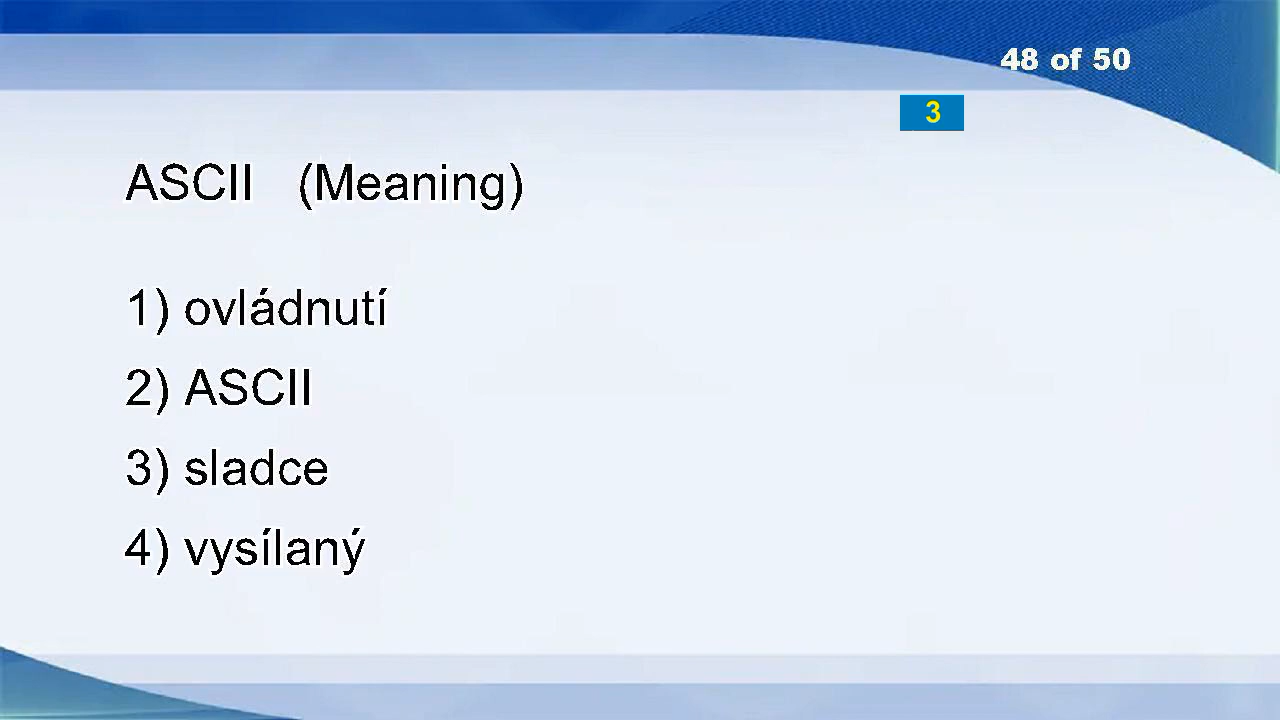 48 of 50
3
ASCII (Meaning)
1) ovládnutí
2) ASCII
3) sladce
4) vysílaný